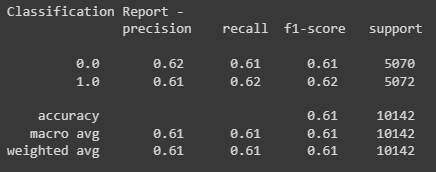 Classification Report -
precision recall f1-score support
0.0 0.62 0.61 0.61 5070
1.0 0.61 0.62 0.62 5072
accuracy 0.61 10142
macro avg 0.61 0.61 0.61 10142
weighted avg 0.61 0.61 0.61 10142